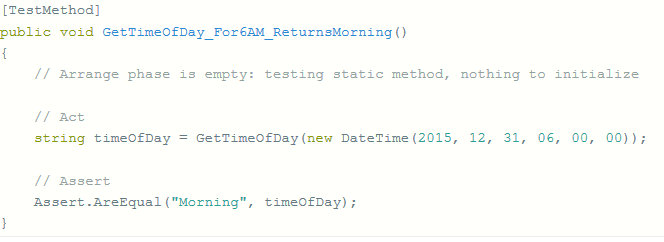 [TestMethod]
public void GetTimeOfDay_For6AM_ReturnsMorning()
{
    // Arrange phase is empty: testing static method, nothing to initialize

    // Act
    string timeOfDay = GetTimeOfDay(new DateTime(2015, 12, 31, 06, 00, 00));

    // Assert
    Assert.AreEqual("Morning", timeOfDay);
}